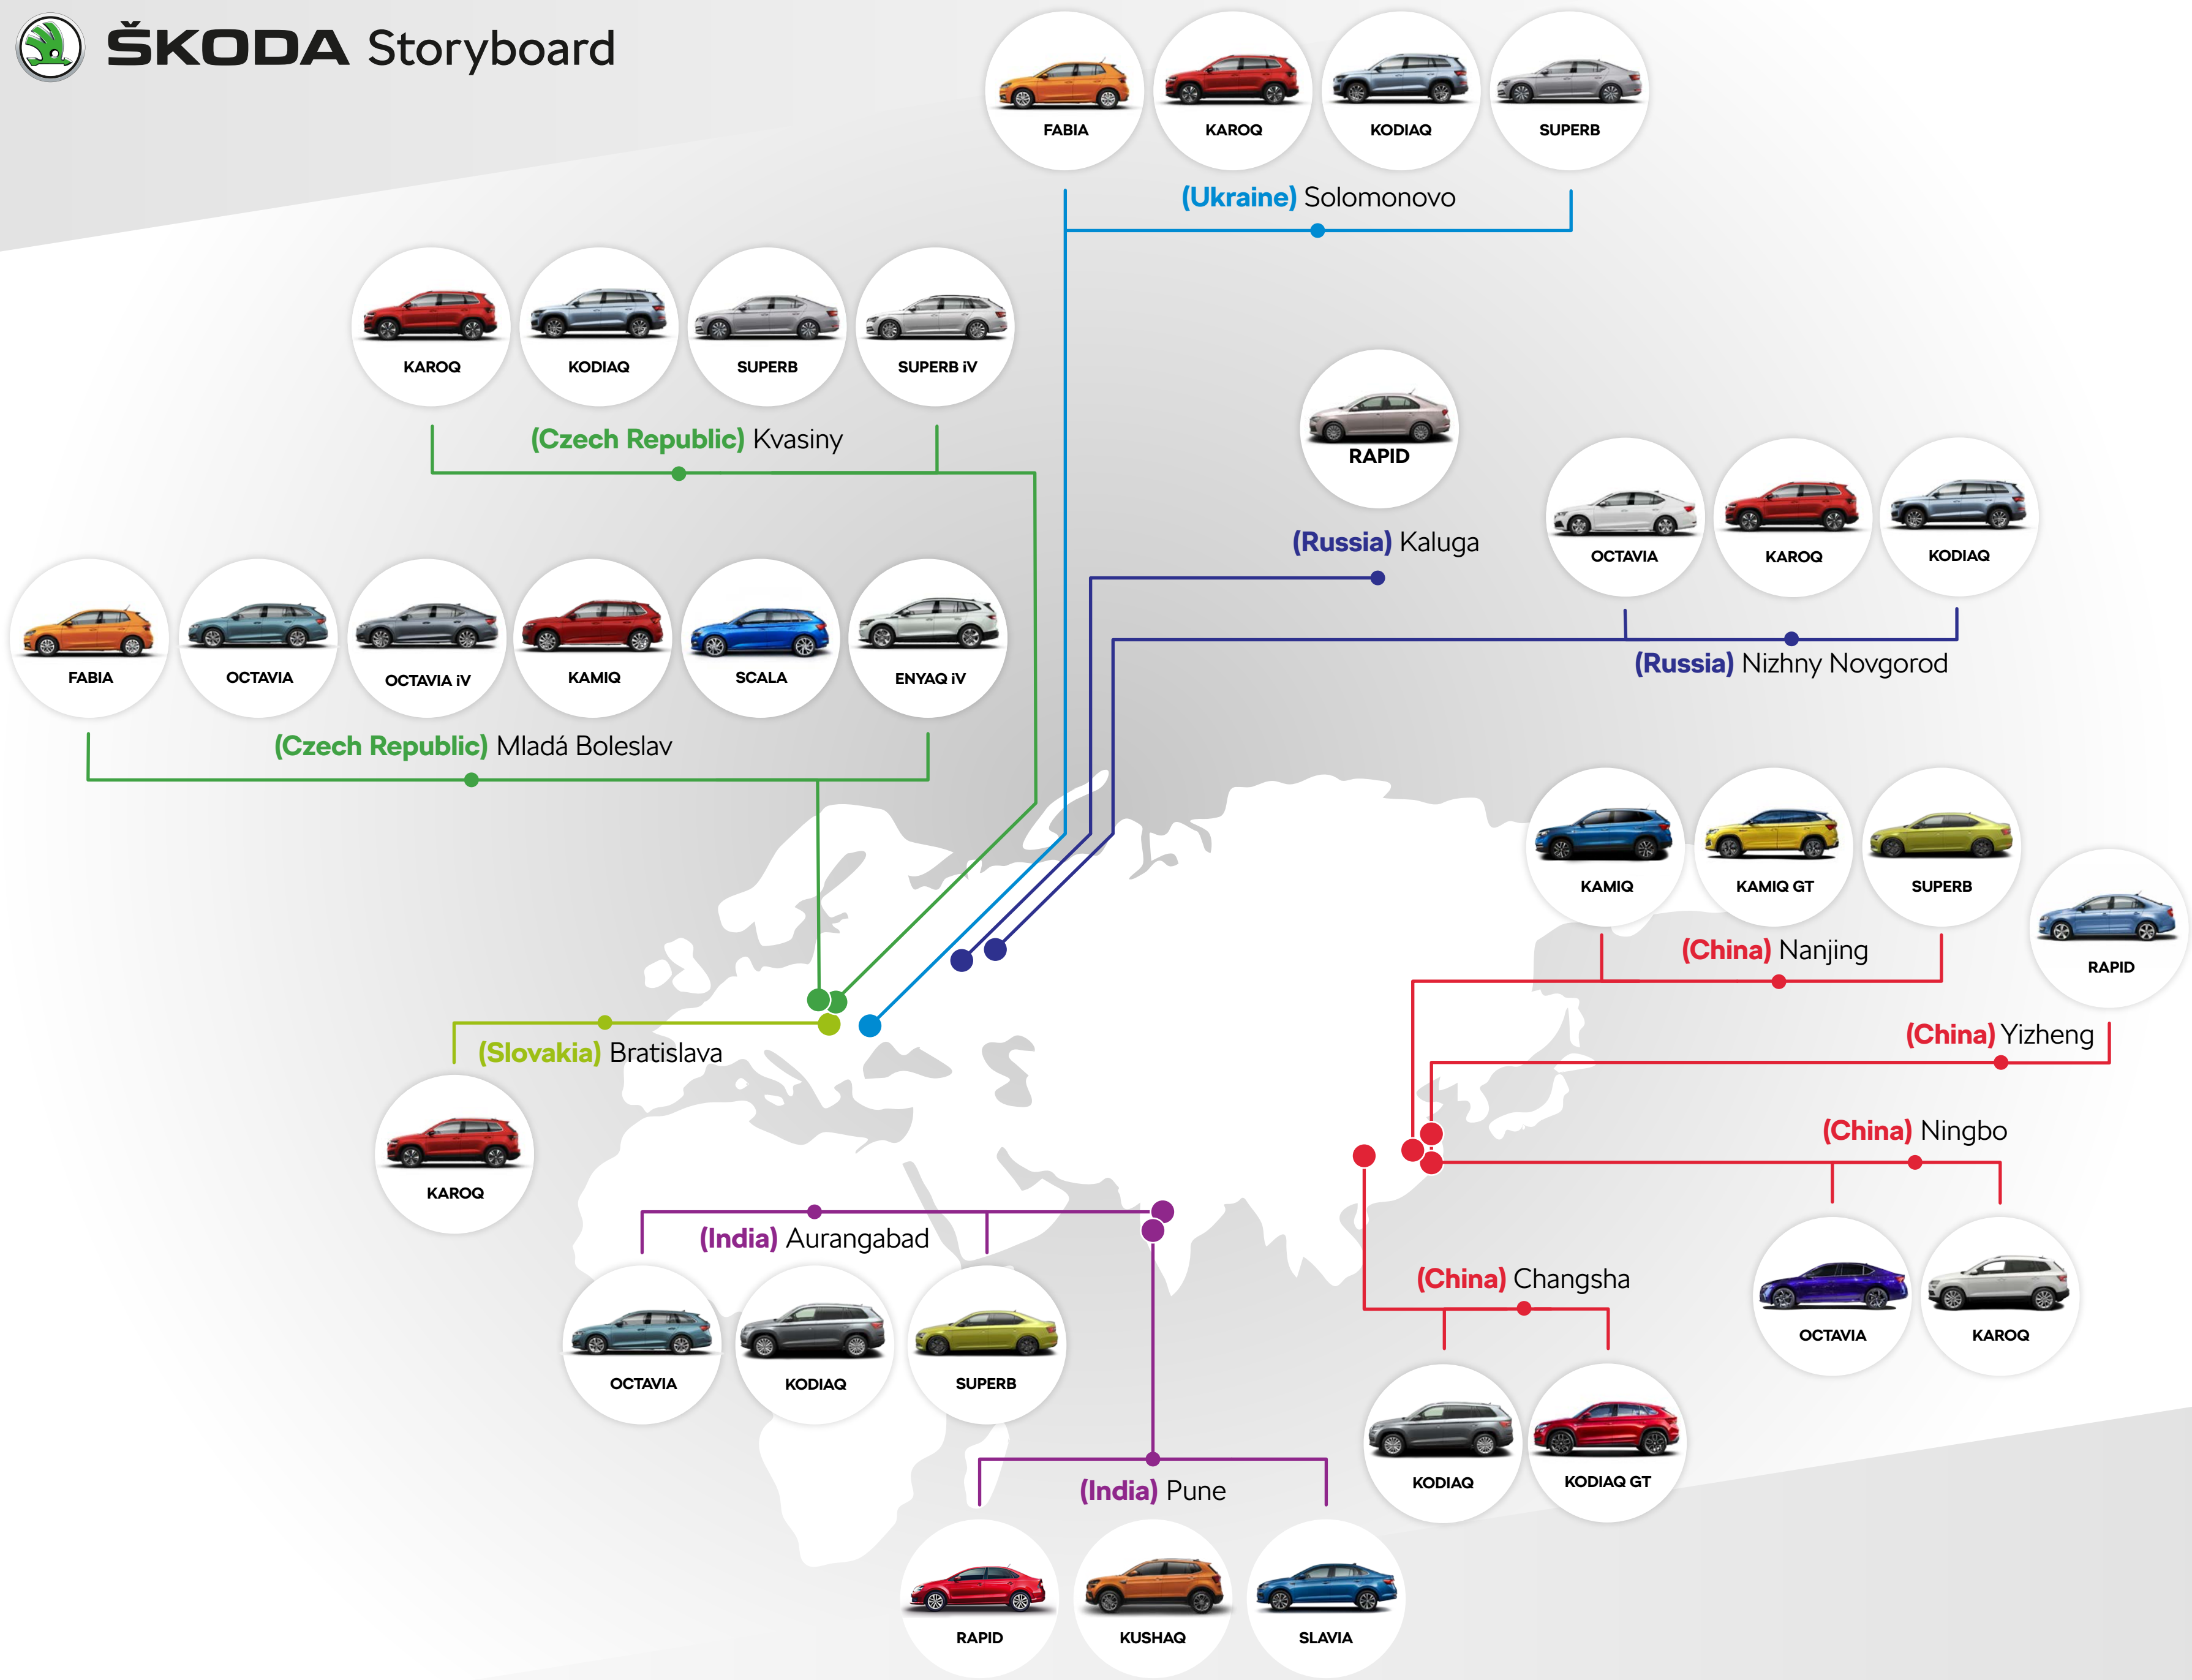 ŠKODA Storyboard
FABIA KAROQ KODIAQ SUPERB
(Ukraine) Solomonovo
KAROQ KODIAQ SUPERB SUPERB iV
(Czech Republic) Kvasiny
RAPID
(Russia) Kaluga
OCTAVIA KAROQ KODIAQ
(Russia) Nizhny Novgorod
FABIA OCTAVIA OCTAVIA iV KAMIQ SCALA ENYAQ iV
(Czech Republic) Mladá Boleslav
KAMIQ KAMIQ GT SUPERB
(China) Nanjing
RAPID
(China) Yizheng
(Slovakia) Bratislava
KAROQ
(China) Ningbo
OCTAVIA KAROQ
(India) Aurangabad
OCTAVIA KODIAQ SUPERB
(China) Changsha
KODIAQ KODIAQ GT
(India) Pune
RAPID KUSHAQ SLAVIA